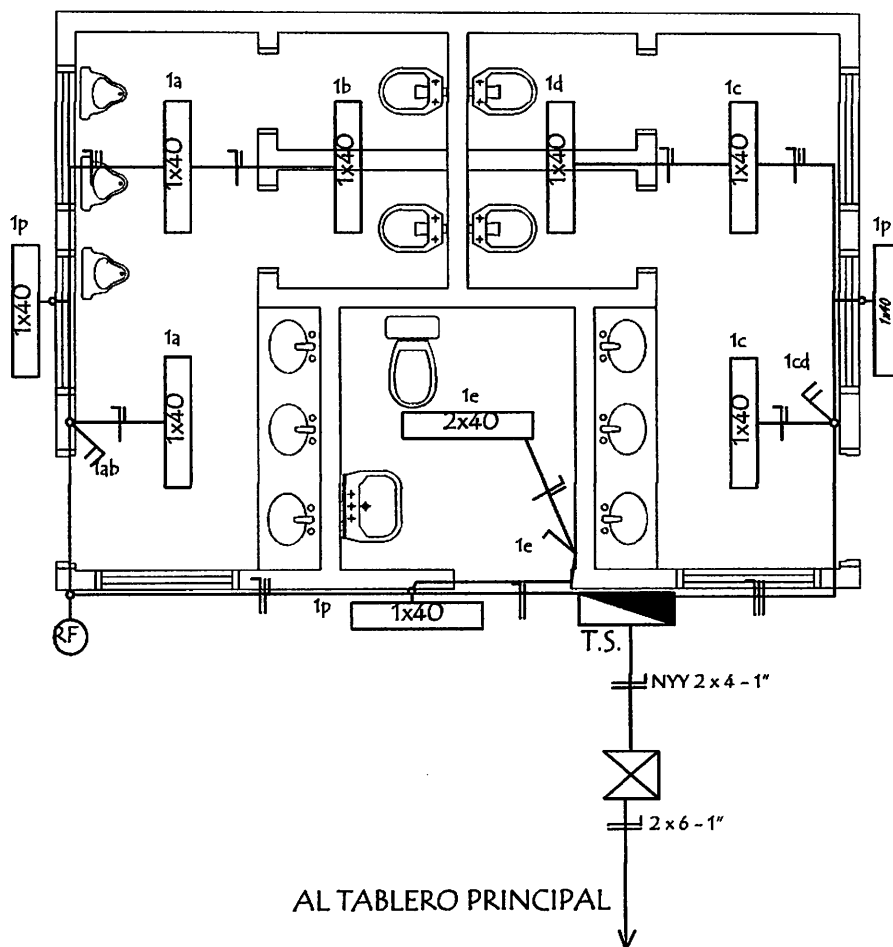 1a
1b
1d
1c
1x40
1x40
1x40
1x40
1p
1p
1x40
1x40
1a
1c
1cd
1x40
1x40
1e
2x40
1ab
1e
1p
1x40
RF
T.S.
NYY 2 x 4 - 1"
2 x 6 - 1"
AL TABLERO PRINCIPAL